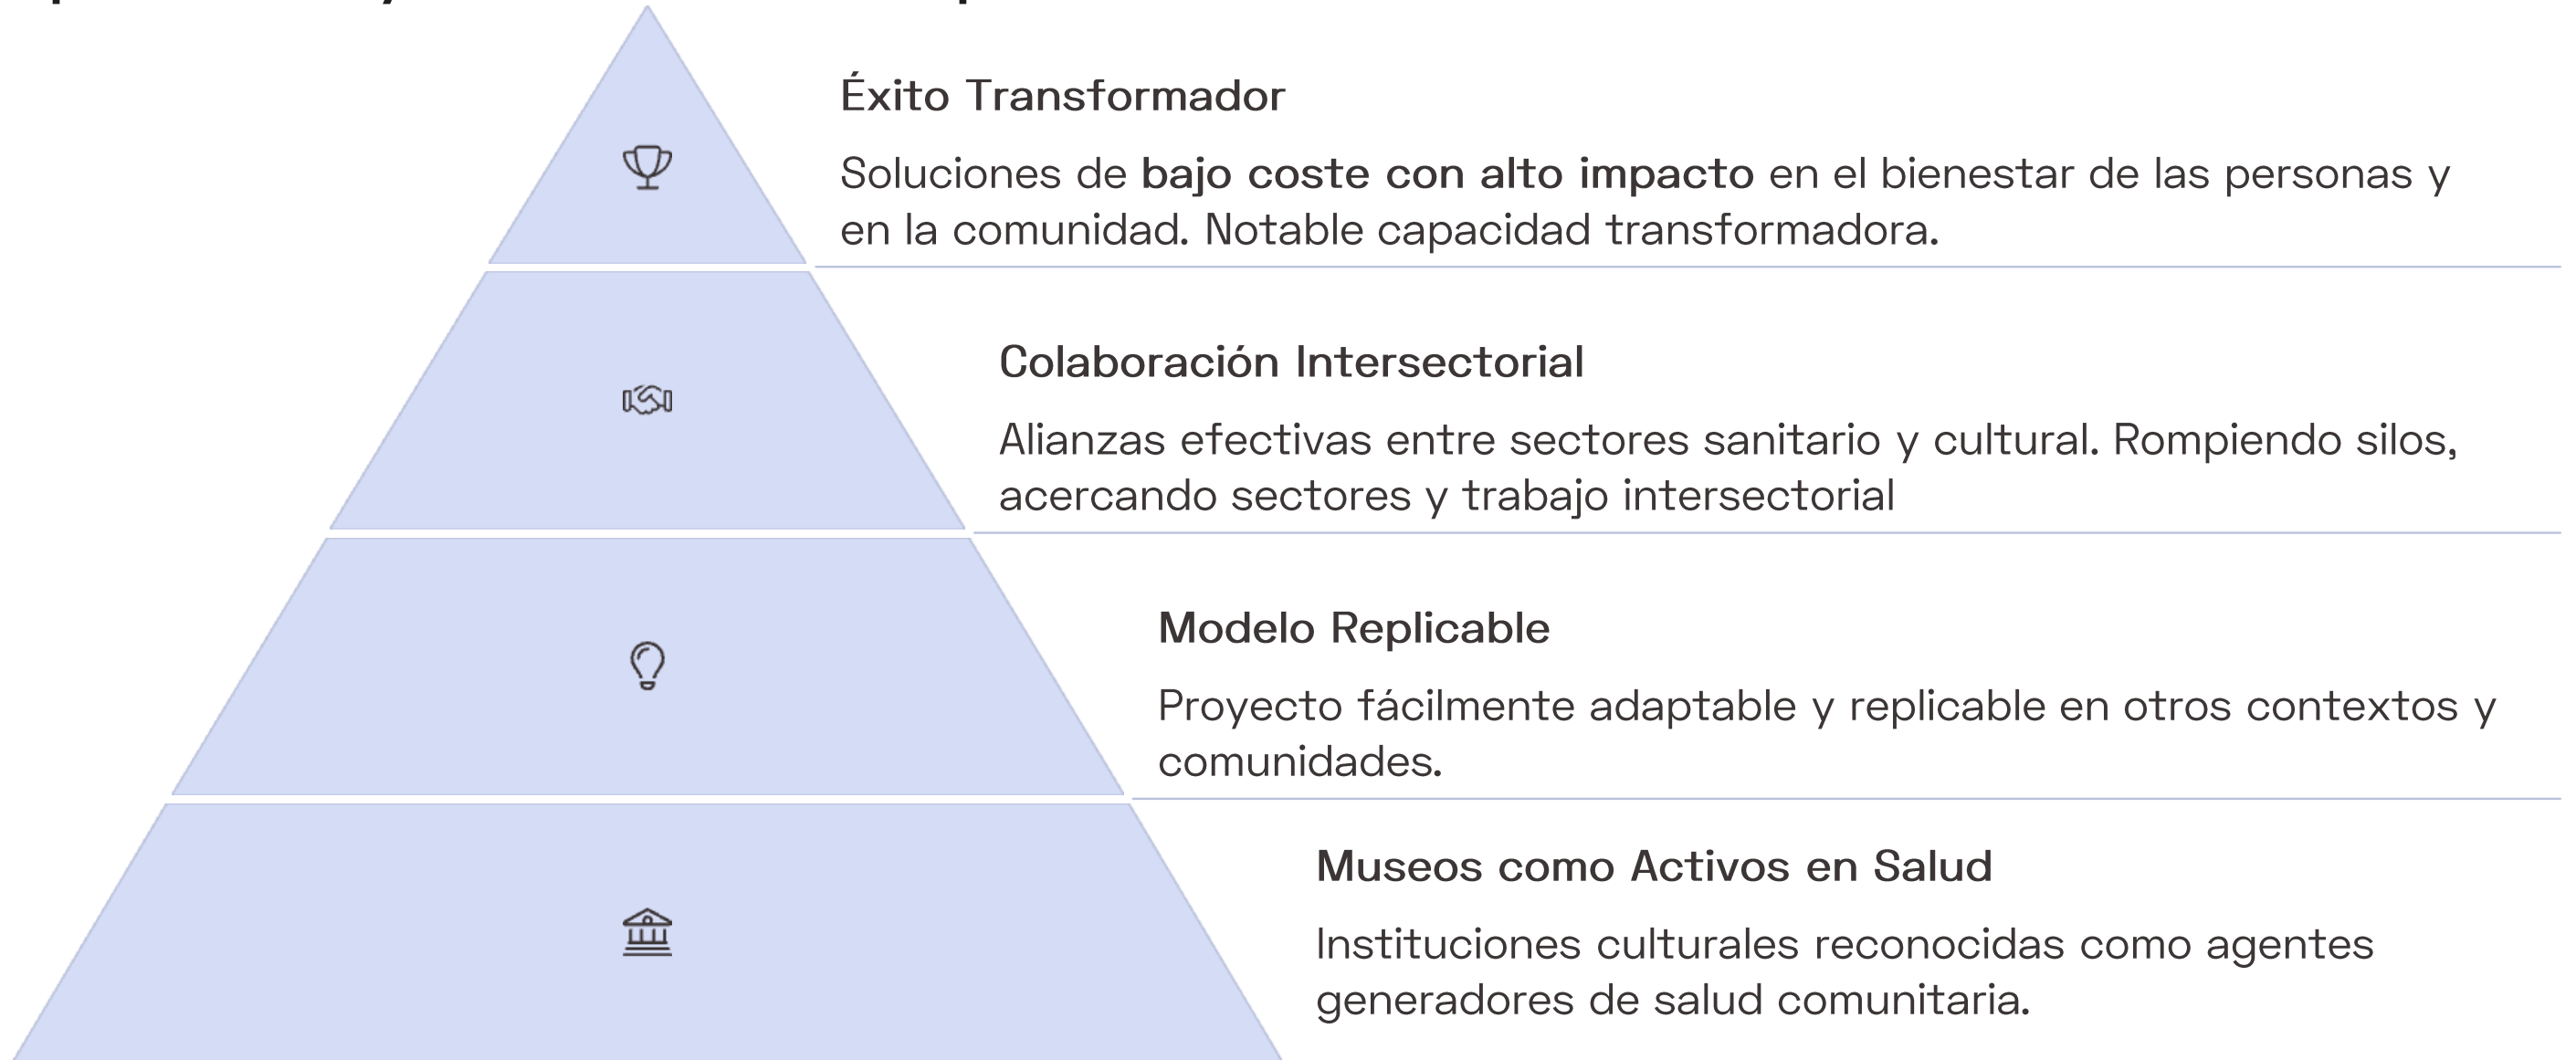 Éxito Transformador
Soluciones de bajo coste con alto impacto en el bienestar de las personas y
en la comunidad. Notable capacidad transformadora.
Colaboración Intersectorial
Alianzas efectivas entre sectores sanitario y cultural. Rompiendo silos,
acercando sectores y trabajo intersectorial
Modelo Replicable
Proyecto fácilmente adaptable y replicable en otros contextos y
comunidades.
Museos como Activos en Salud
Instituciones culturales reconocidas como agentes
generadores de salud comunitaria.